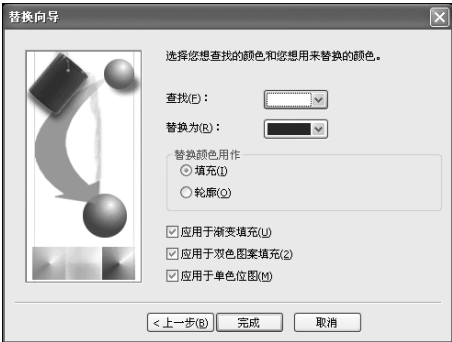 替换向导
选择您想查找的颜色和您想用来替换的颜色。
查找(F)：
替换为(R)：
替换颜色用作
填充(I)
轮廓(O)
应用于渐变填充(U)
应用于双色图案填充(2)
应用于单色位图(M)
<上一步(B) 完成 取消